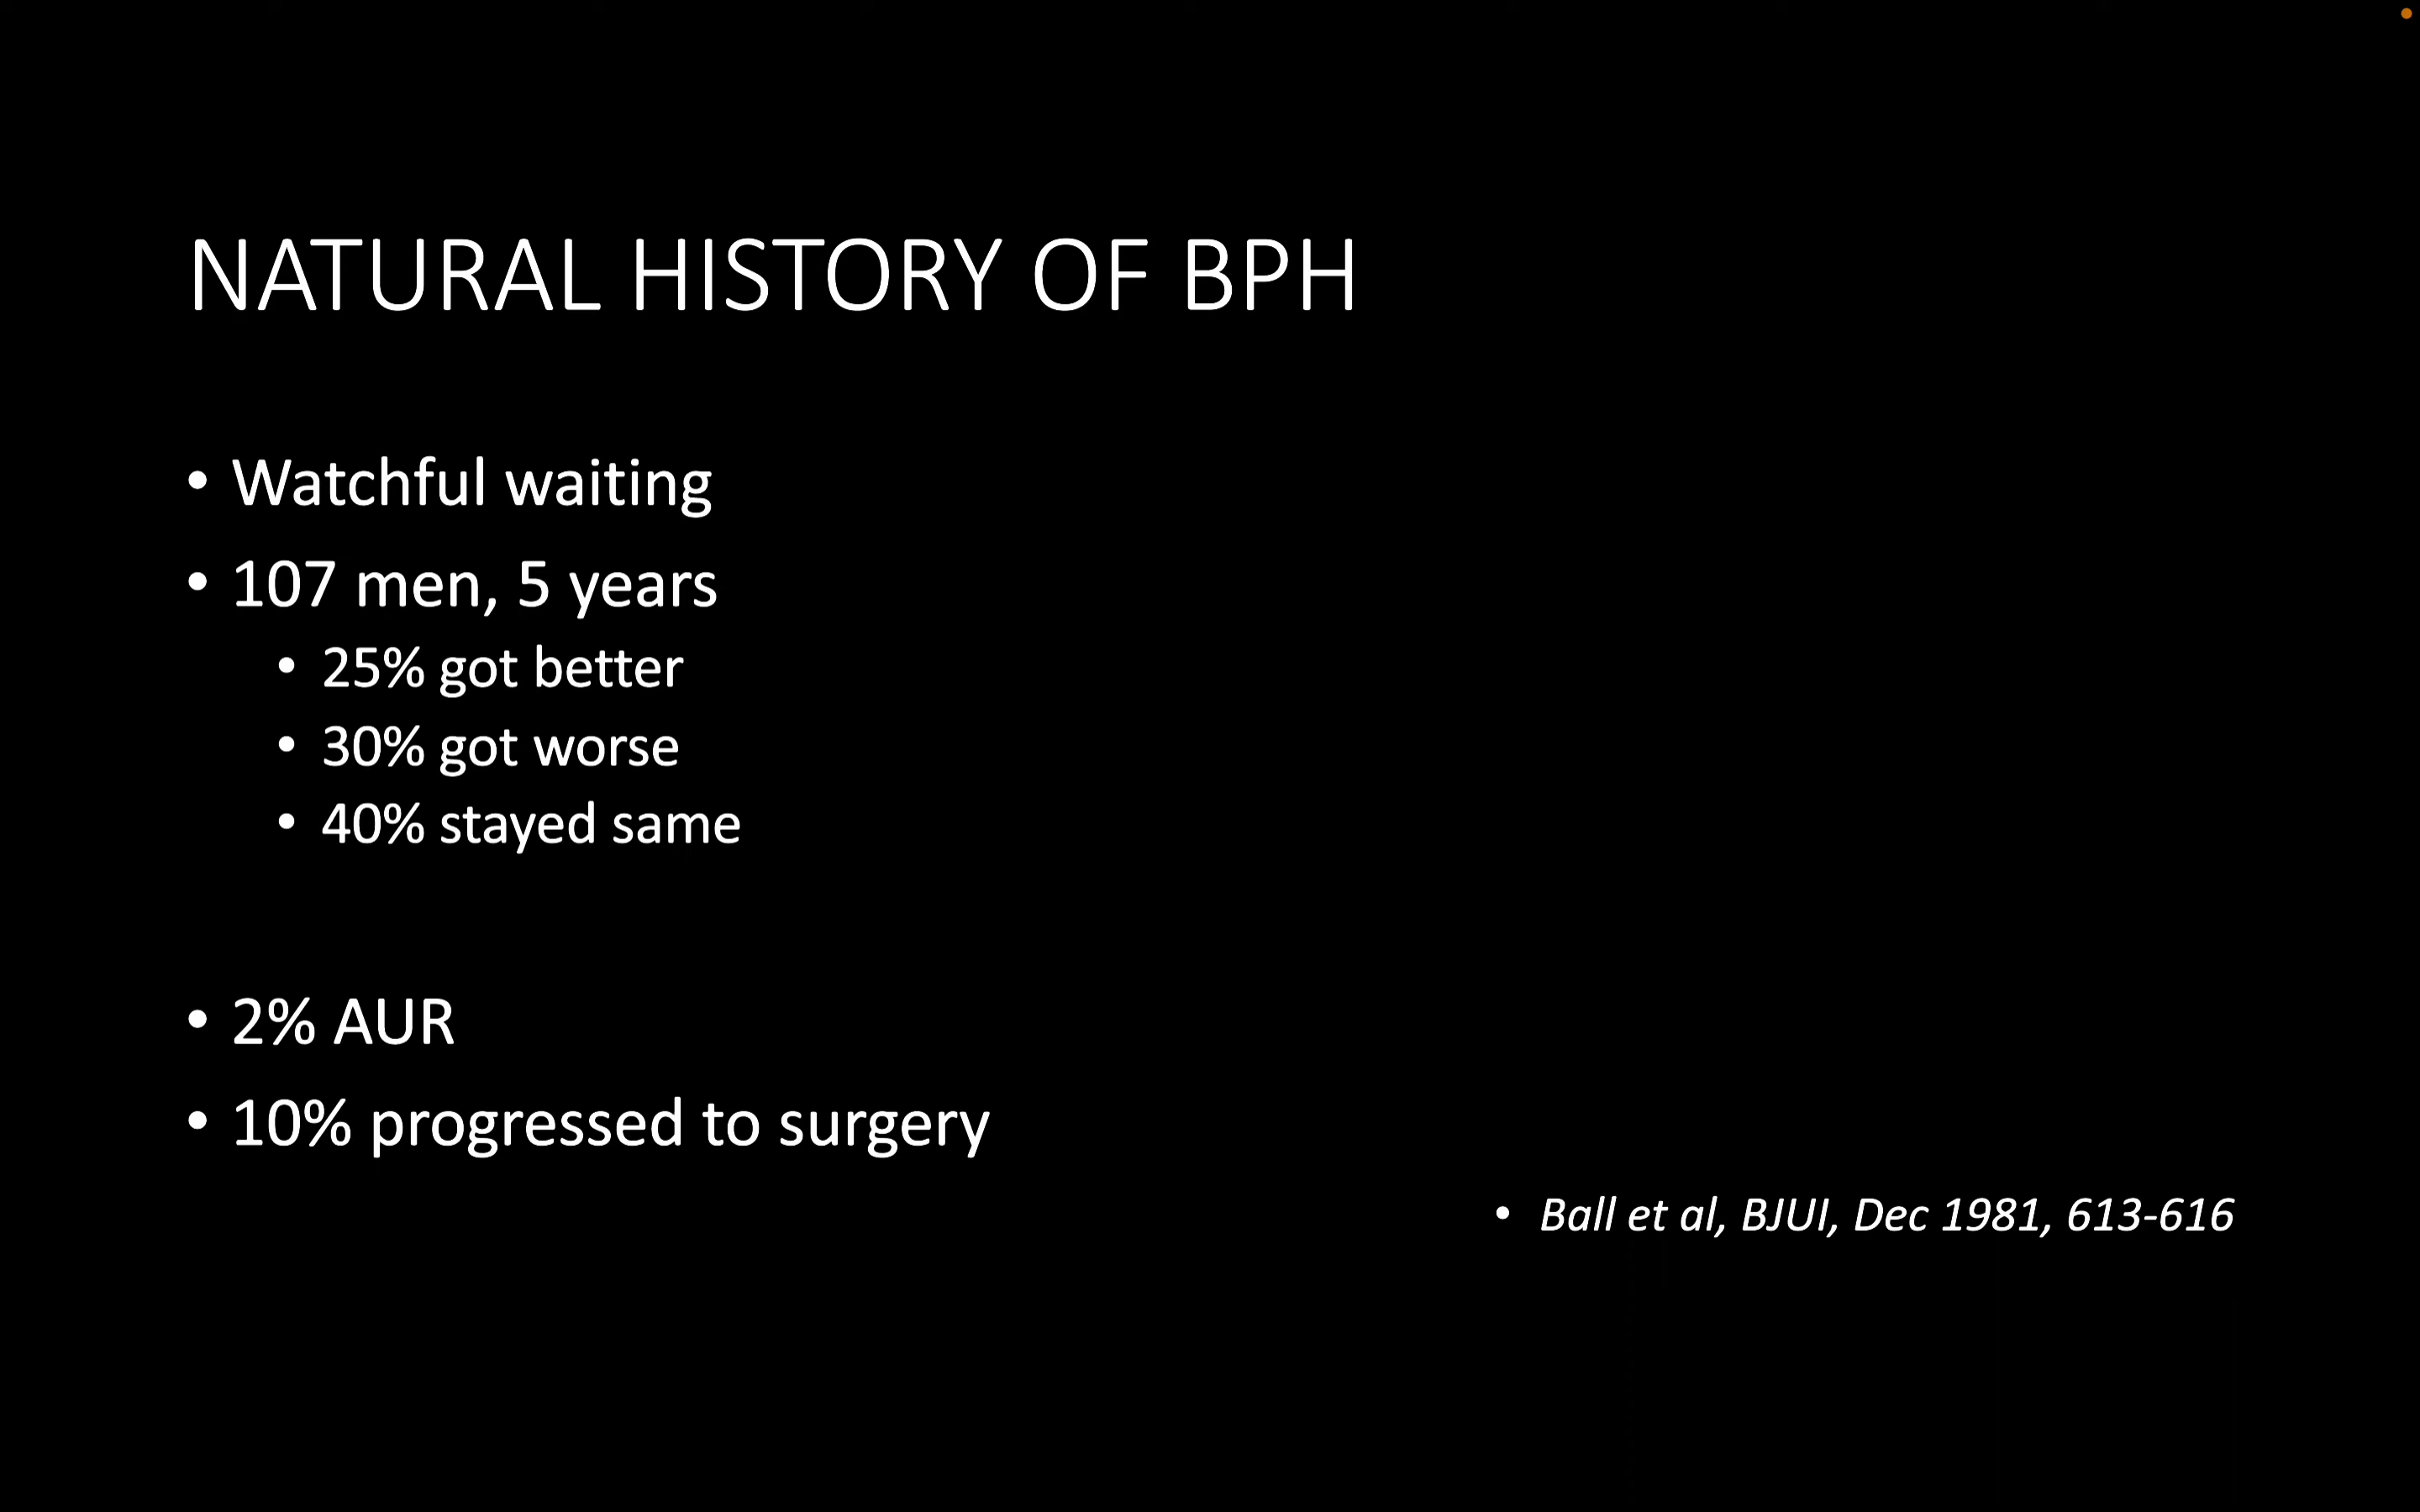 NATURAL HISTORY OF BPH
• Watchful waiting
• 107 men, 5 years
• 25% got better
• 30% got worse
• 40% stayed same
• 2% AUR
• 10% progressed to surgery
• Ball et al, BJUI, Dec 1981, 613-616